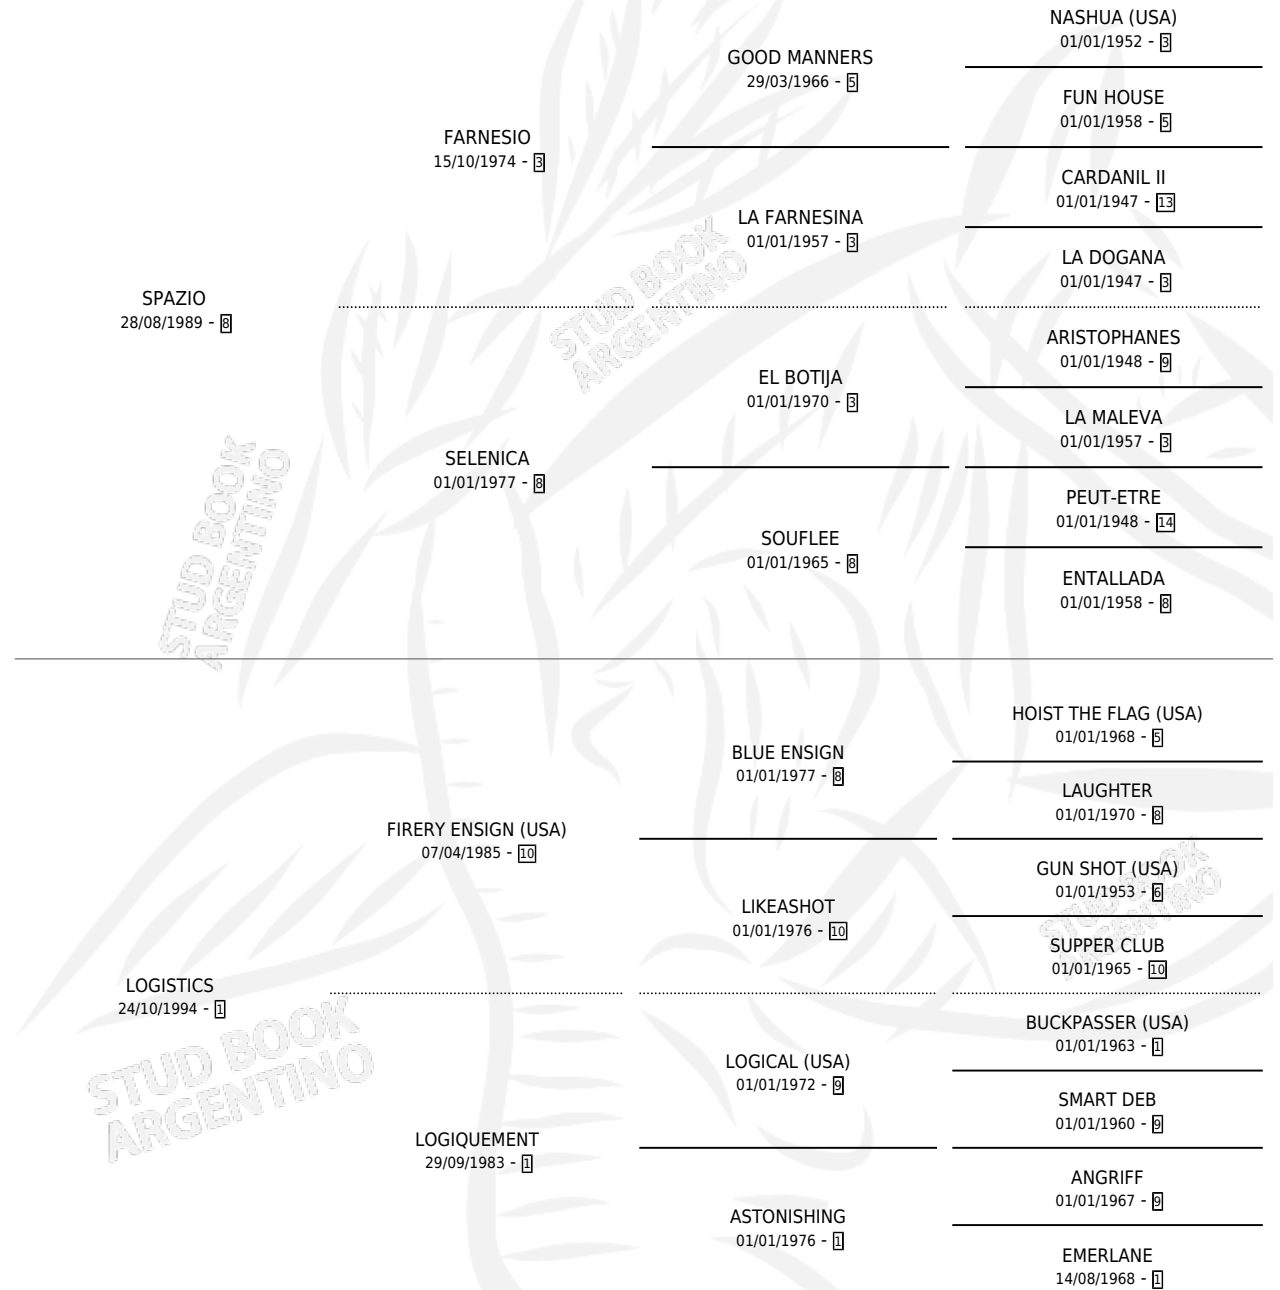 NASHUA (USA)
01/01/1952 - 3
GOOD MANNERS
29/03/1966 - 5
FUN HOUSE
01/01/1958 - 5
FARNESIO
15/10/1974 - 3
CARDANIL II
01/01/1947 - 13
LA FARNESINA
01/01/1957 - 3
LA DOGANA
01/01/1947 - 3
SPAZIO
28/08/1989 - 8
STUD BOOK
ARGENTINO
ARISTOPHANES
01/01/1948 - 9
EL BOTIJA
01/01/1970 - 3
LA MALEVA
01/01/1957 - 3
SELENICA
01/01/1977 - 8
PEUT-ETRE
01/01/1948 - 14
SOUFLEE
01/01/1965 - 8
ENTALLADA
01/01/1958 - 8
STUD BOOK
ARGENTINO
HOIST THE FLAG (USA)
01/01/1968 - 5
BLUE ENSIGN
01/01/1977 - 8
LAUGHTER
01/01/1970 - 8
FIRERY ENSIGN (USA)
07/04/1985 - 10
GUN SHOT (USA)
01/01/1953 - 6
LIKEASHOT
01/01/1976 - 10
STUD BOOK
ARGENTINO
SUPPER CLUB
01/01/1965 - 10
LOGISTICS
24/10/1994 - 1
BUCKPASSER (USA)
01/01/1963 - 1
STUD BOOK
ARGENTINO
LOGICAL (USA)
01/01/1972 - 9
SMART DEB
01/01/1960 - 9
LOGIQUEMENT
29/09/1983 - 1
ANGRIFF
01/01/1967 - 9
ASTONISHING
01/01/1976 - 1
EMERLANE
14/08/1968 - 1